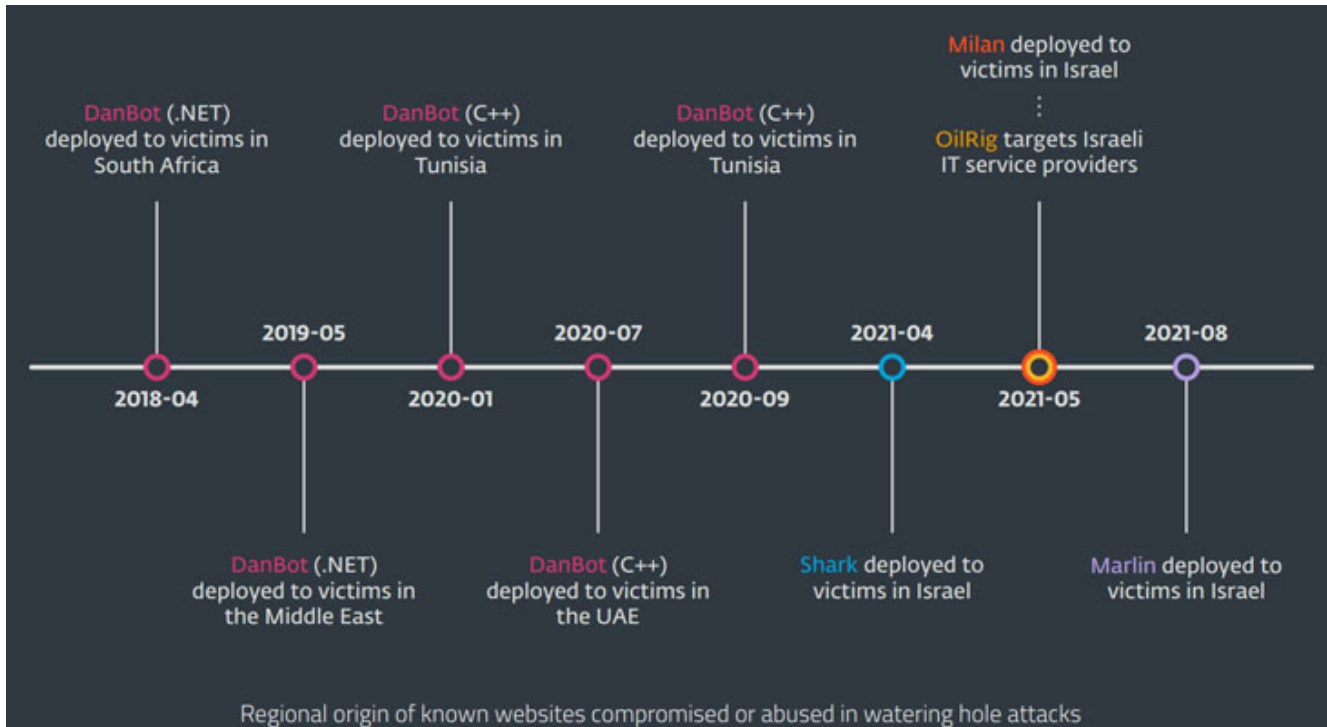 Milan deployed to
victims in Israel
DanBot (.NET)
deployed to victims in
South Africa
DanBot (C++)
deployed to victims in
Tunisia
DanBot (C++)
deployed to victims in
Tunisia
OilRig targets Israeli
IT service providers
2019-05
2020-07
2021-04
2021-08
2018-04
2020-01
2020-09
2021-05
DanBot (.NET)
deployed to victims in
the Middle East
DanBot (C++)
deployed to victims in
the UAE
Shark deployed to
victims in Israel
Marlin deployed to
victims in Israel
Regional origin of known websites compromised or abused in watering hole attacks